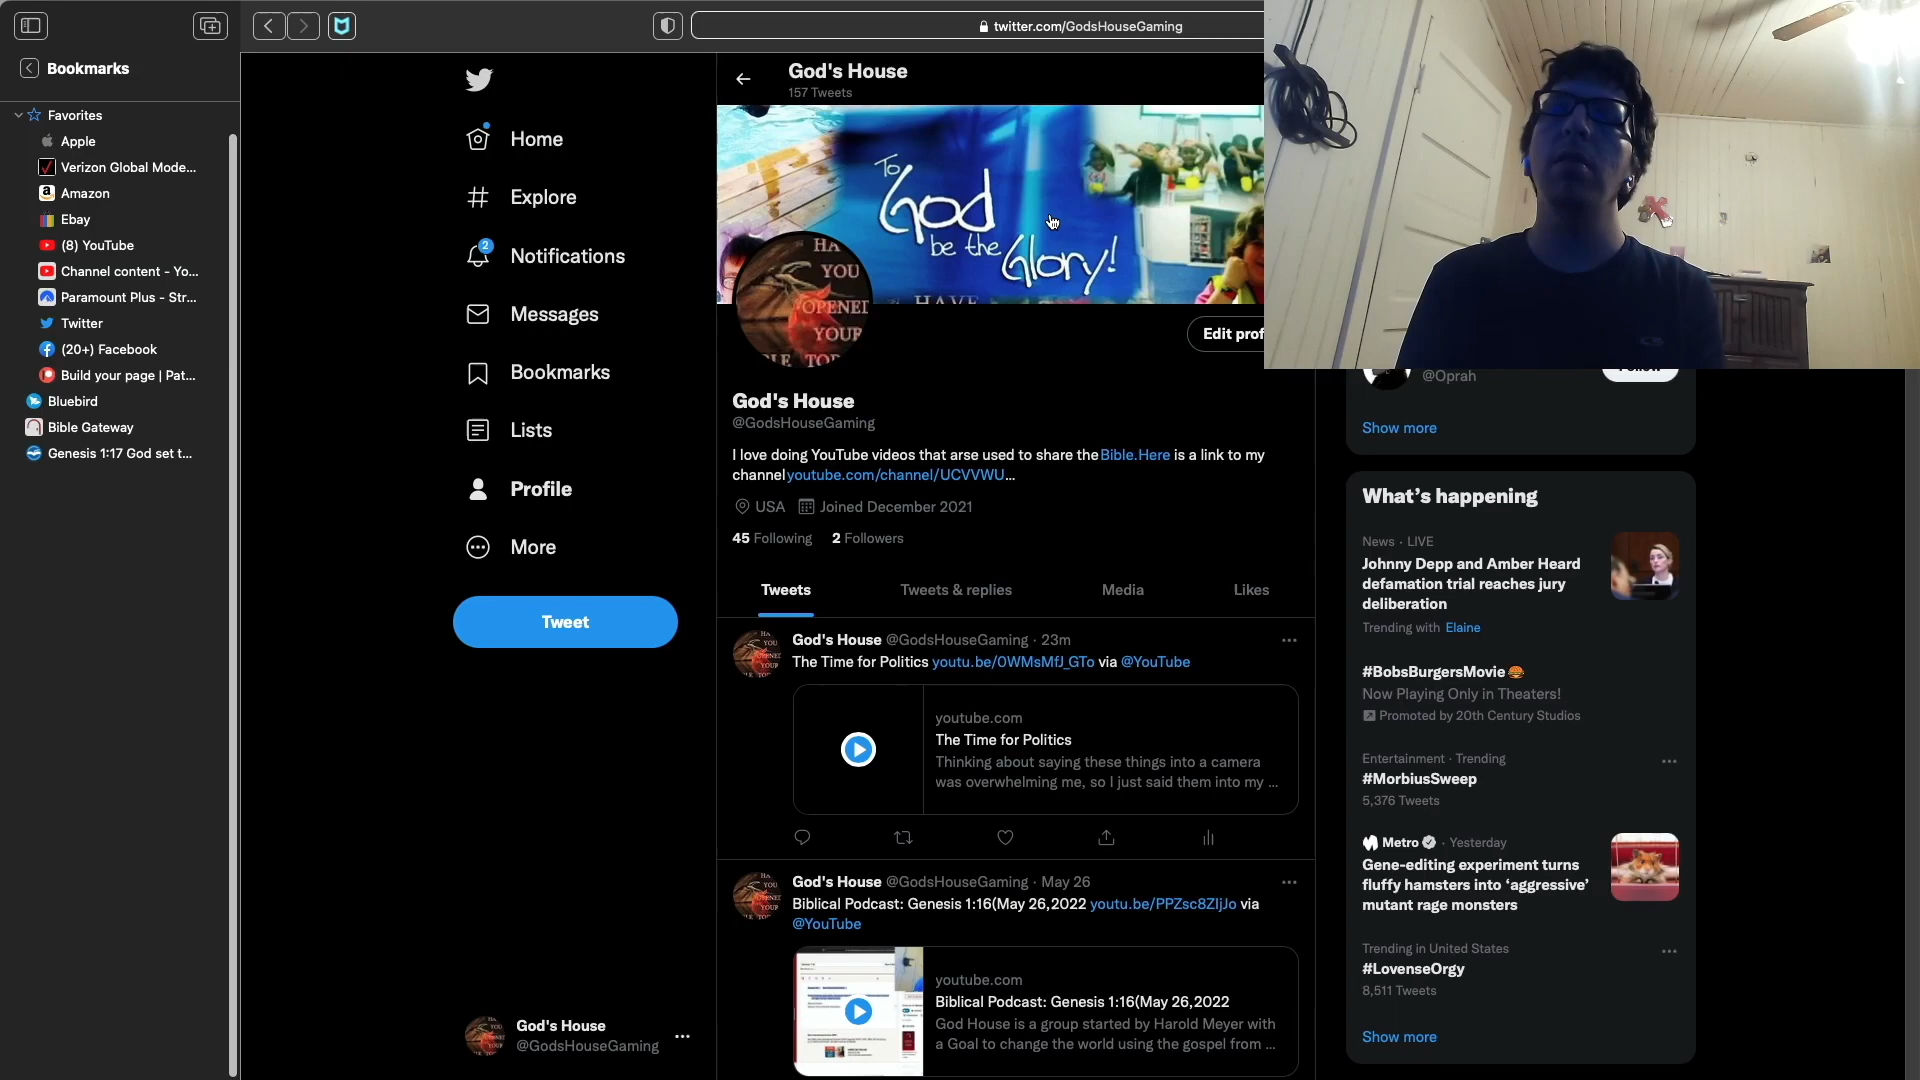 Bookmarks
Favorites
Apple
Verizon Global Mode...
Amazon
Ebay
(8) YouTube
Channel content - Yo...
Paramount Plus - Str...
Twitter
(20+) Facebook
Build your page | Pat...
Bluebird
Bible Gateway
Genesis 1:17 God set t...
twitter.com/GodsHouseGaming
Home
Explore
2
Notifications
Messages
Bookmarks
Lists
Profile
More
Tweet
God's House
@GodsHouseGaming
God's House
157 Tweets
To
God
be the
Glory!
HAVE
HA
YOU
OPENED
YOUR
Edit prof
God's House
@GodsHouseGaming
I love doing YouTube videos that arse used to share the Bible.Here is a link to my
channel youtube.com/channel/UCVVWU...
USA Joined December 2021
45 Following 2 Followers
Tweets Tweets & replies Media Likes
God's House @GodsHouseGaming · 23m
The Time for Politics youtu.be/0WMsMfJ_GTo via @YouTube
youtube.com
The Time for Politics
Thinking about saying these things into a camera
was overwhelming me, so I just said them into my ...
God's House @GodsHouseGaming · May 26
Biblical Podcast: Genesis 1:16(May 26,2022 youtu.be/PPZsc8ZIjJo via
@YouTube
youtube.com
Biblical Podcast: Genesis 1:16(May 26,2022
God House is a group started by Harold Meyer with
a Goal to change the world using the gospel from ...
@Oprah
Show more
What's happening
News · LIVE
Johnny Depp and Amber Heard
defamation trial reaches jury
deliberation
Trending with Elaine
#BobsBurgersMovie
Now Playing Only in Theaters!
Promoted by 20th Century Studios
Entertainment · Trending
#MorbiusSweep
5,376 Tweets
Metro · Yesterday
Gene-editing experiment turns
fluffy hamsters into 'aggressive'
mutant rage monsters
Trending in United States
#LovenseOrgy
8,511 Tweets
Show more